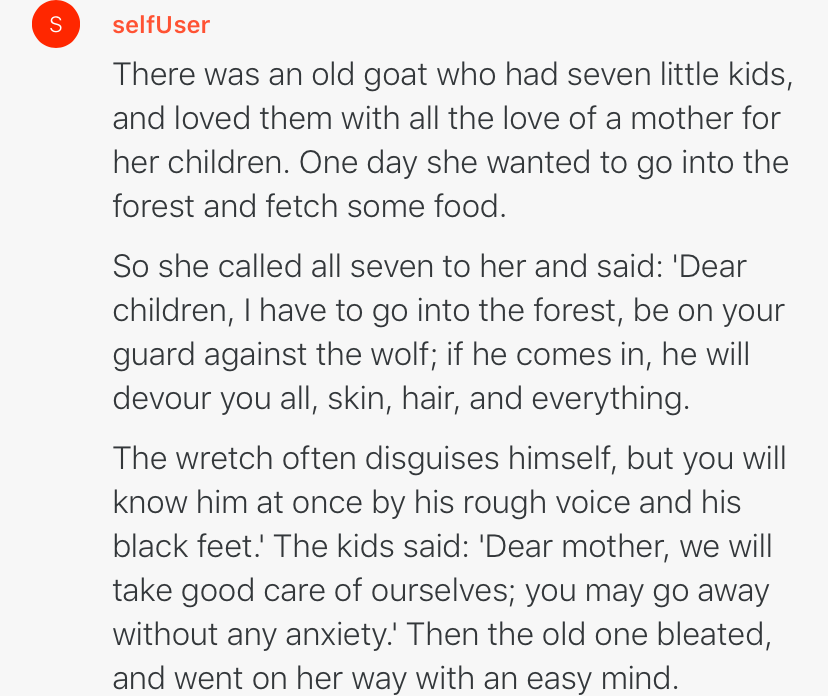 S
selfUser
There was an old goat who had seven little kids,
and loved them with all the love of a mother for
her children. One day she wanted to go into the
forest and fetch some food.
So she called all seven to her and said: 'Dear
children, I have to go into the forest, be on your
guard against the wolf; if he comes in, he will
devour you all, skin, hair, and everything.
The wretch often disguises himself, but you will
know him at once by his rough voice and his
black feet.' The kids said: 'Dear mother, we will
take good care of ourselves; you may go away
without any anxiety.' Then the old one bleated,
and went on her way with an easy mind.